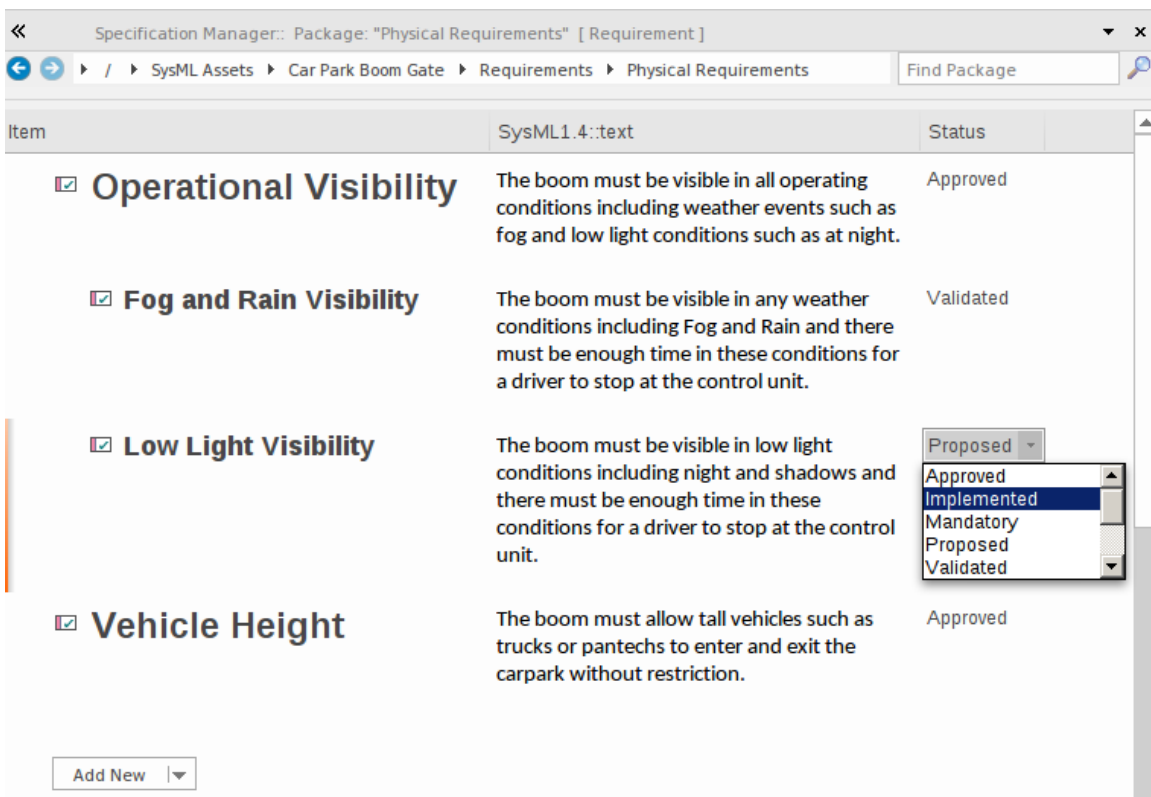 Specification Manager:: Package: "Physical Requirements" [ Requirement ]
/ SysML Assets Car Park Boom Gate Requirements Physical Requirements Find Package
Item SysML1.4::text Status
Operational Visibility The boom must be visible in all operating Approved
conditions including weather events such as
fog and low light conditions such as at night.
Fog and Rain Visibility The boom must be visible in any weather Validated
conditions including Fog and Rain and there
must be enough time in these conditions for
a driver to stop at the control unit.
Low Light Visibility The boom must be visible in low light Proposed
conditions including night and shadows and Approved
there must be enough time in these Implemented
conditions for a driver to stop at the control Mandatory
unit. Proposed
Validated
Vehicle Height The boom must allow tall vehicles such as Approved
trucks or pantechs to enter and exit the
carpark without restriction.
Add New